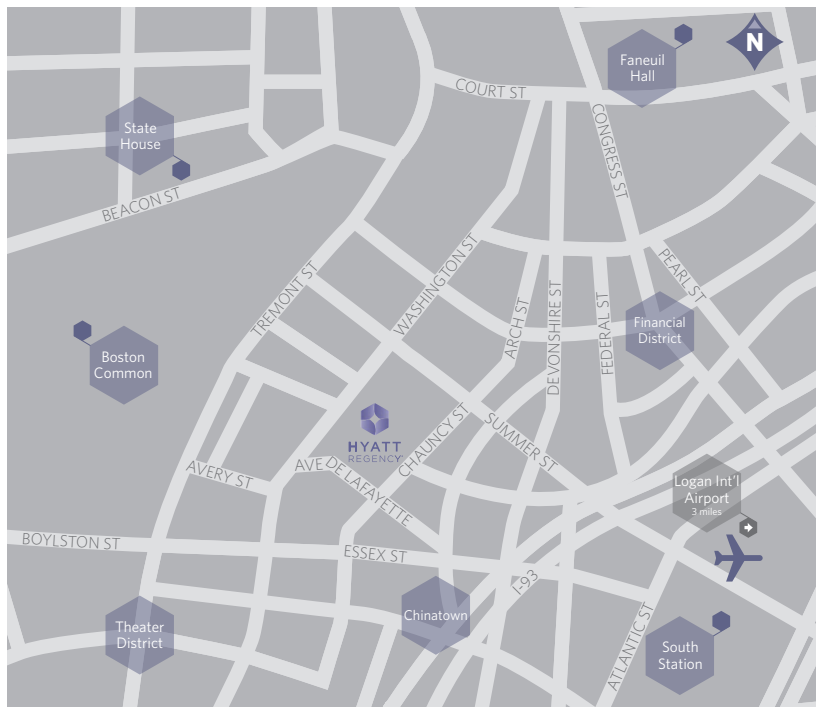 Faneuil
Hall
N
COURT ST
State
House
CONGRESS ST
BEACON ST
WASHINGTON ST
PEARL ST
TREMONT ST
ARCH ST
DEVONSHIRE ST
FEDERAL ST
Financial
District
Boston
Common
HYATT
REGENCY
CHAUNCY ST
SUMMER ST
AVERY ST
AVE DE LAFAYETTE
Logan Int'l
Airport
3 miles
BOYLSTON ST
ESSEX ST
I-93
Chinatown
ATLANTIC ST
Theater
District
South
Station